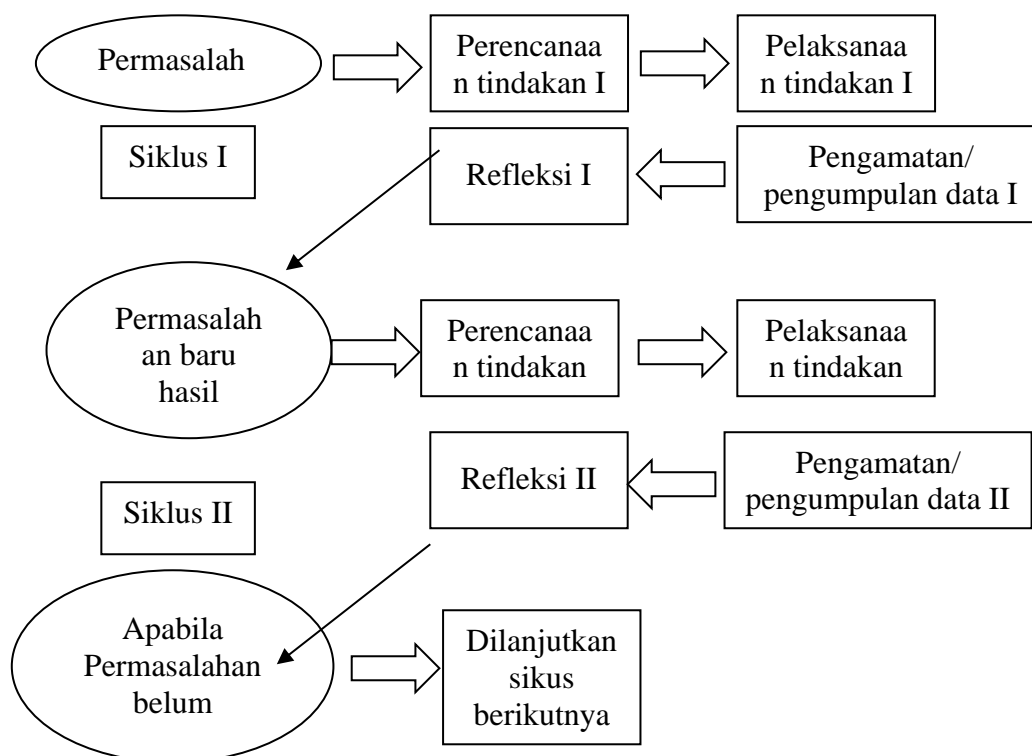 Permasalah
Perencanaa
n tindakan I
Pelaksanaa
n tindakan I
Siklus I
Refleksi I
Pengamatan/
pengumpulan data I
Permasalah
an baru
hasil
Perencanaa
n tindakan
Pelaksanaa
n tindakan
Siklus II
Refleksi II
Pengamatan/
pengumpulan data II
Apabila
Permasalahan
belum
Dilanjutkan
sikus
berikutnya